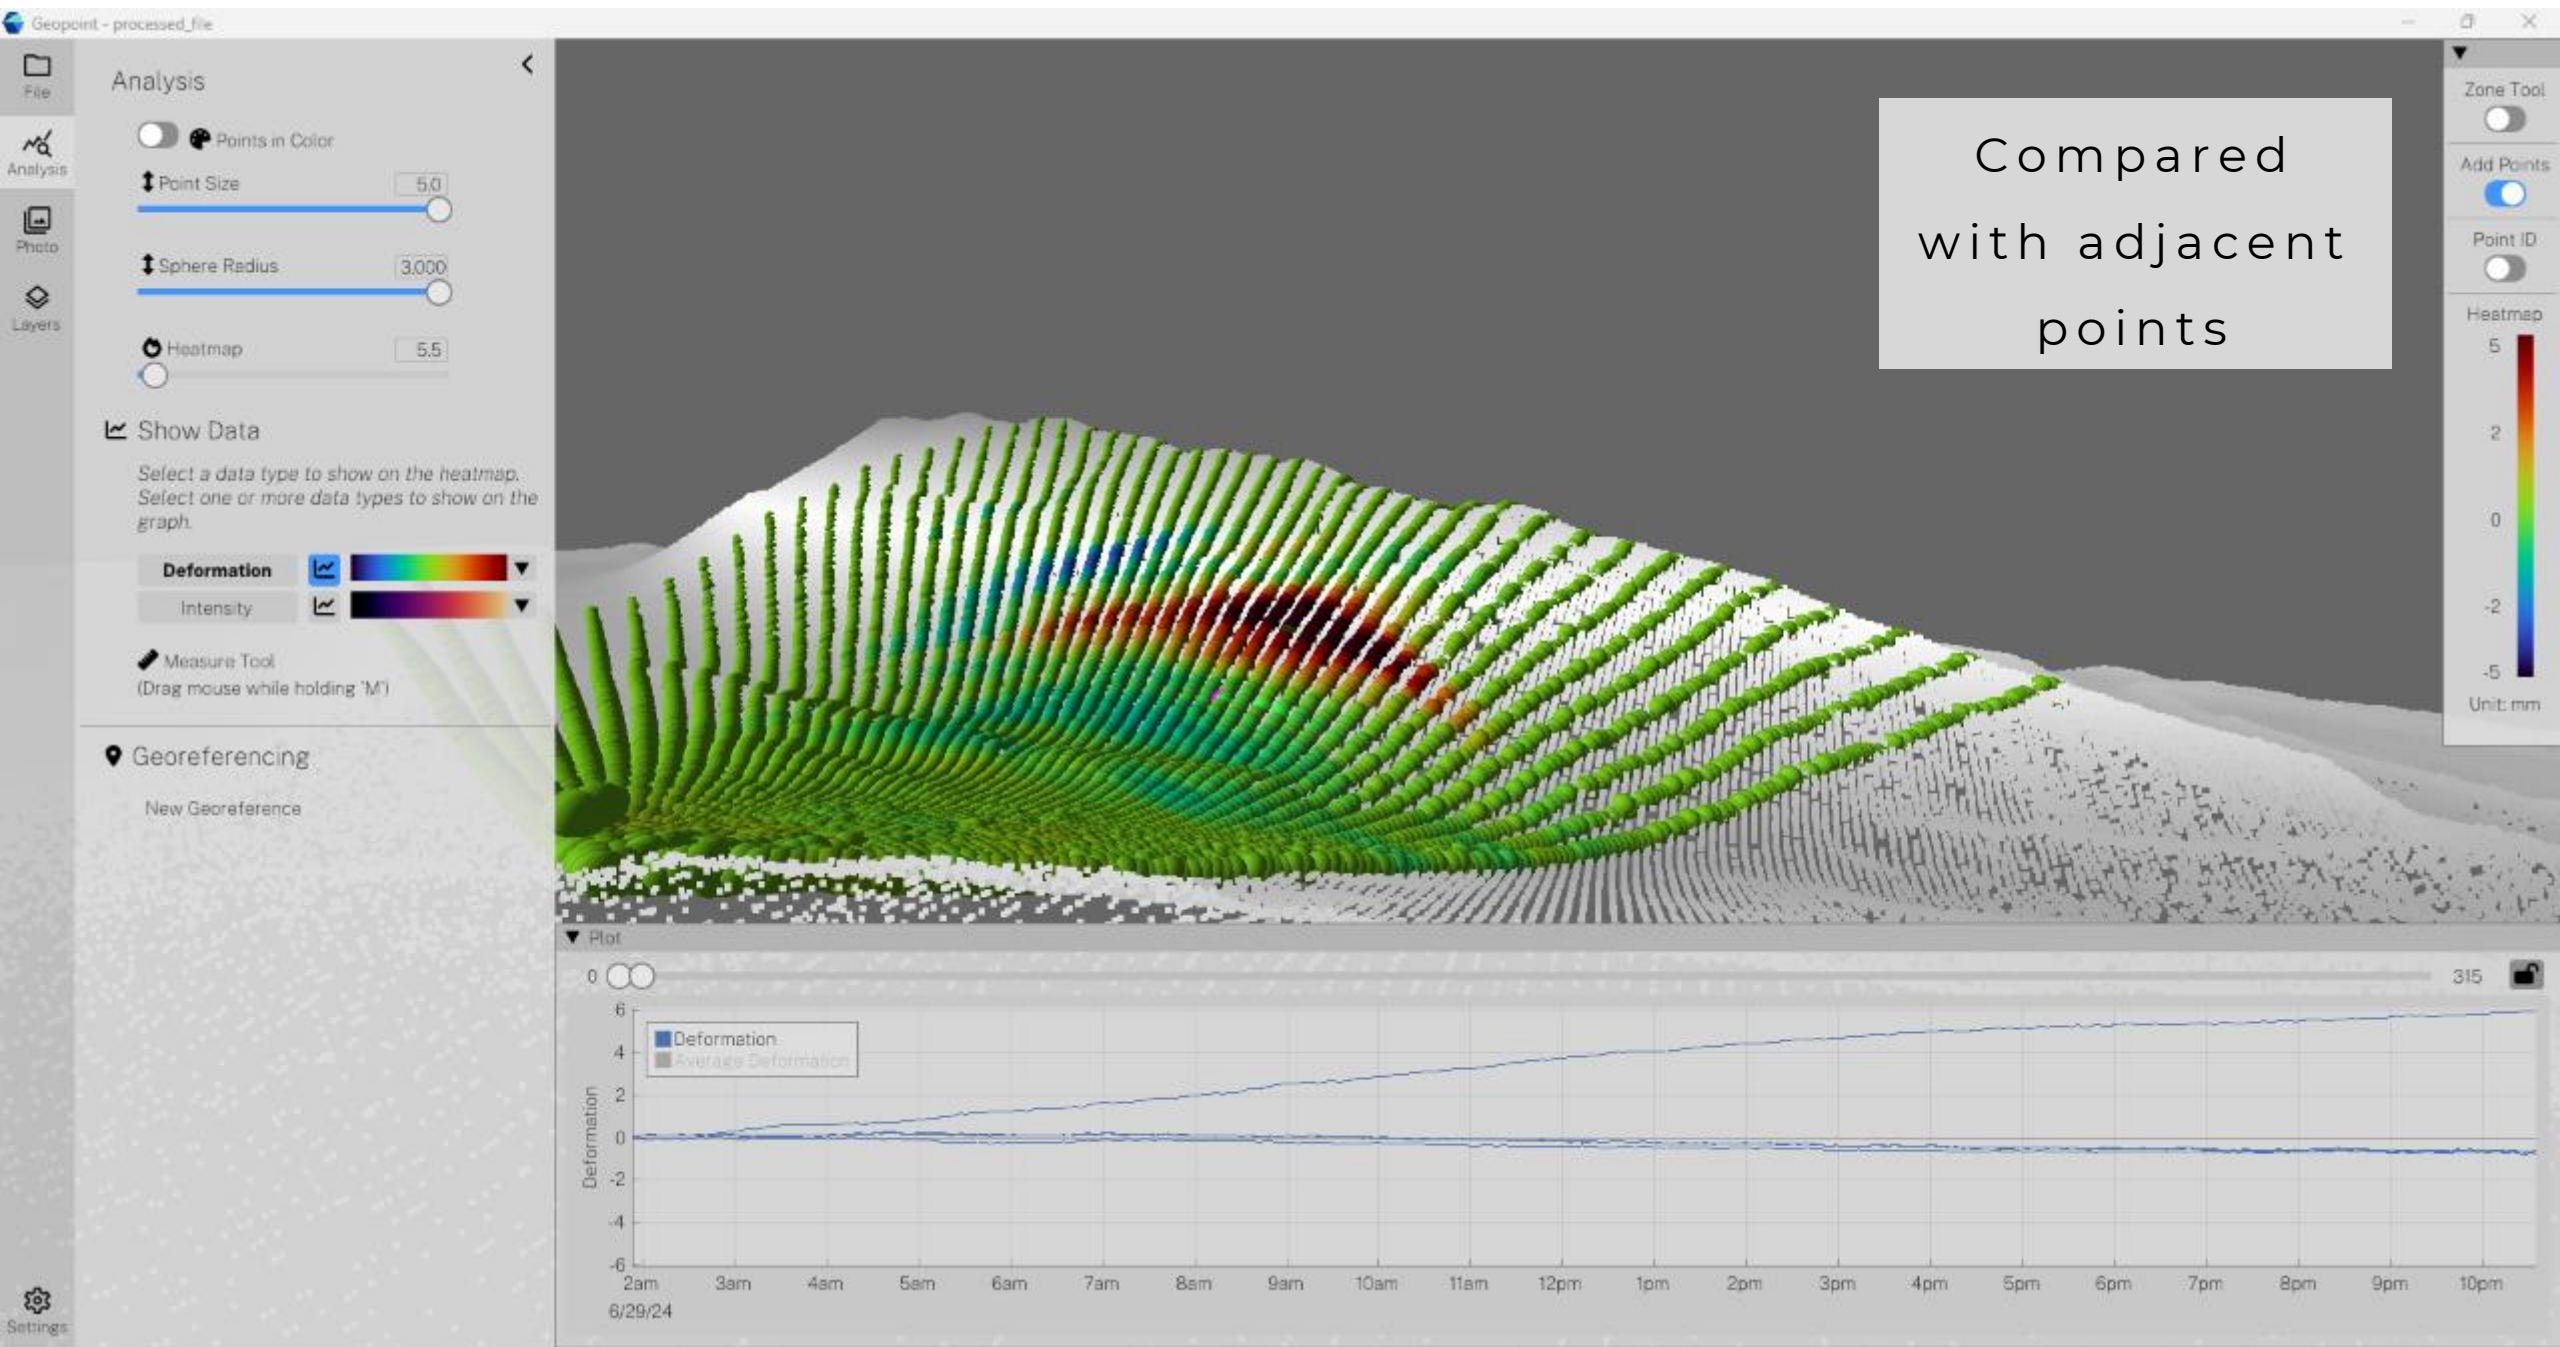 Geopoint - processed_file
File
Analysis
Photo
Layers
Settings
Analysis
Points in Color
Point Size 5.0
Sphere Radius 3.000
Heatmap 5.5
Show Data
Select a data type to show on the heatmap.
Select one or more data types to show on the
graph.
Deformation
Intensity
Measure Tool
(Drag mouse while holding "M")
Georeferencing
New Georeference
Compared
with adjacent
points
Zone Tool
Add Points
Point ID
Heatmap
5
2
0
-2
-5
Unit: mm
Plot
0 315
Deformation
Average Deformation
Deformation
6
4
2
0
-2
-4
-6
2am 3am 4am 5am 6am 7am 8am 9am 10am 11am 12pm 1pm 2pm 3pm 4pm 5pm 6pm 7pm 8pm 9pm 10pm
6/29/24